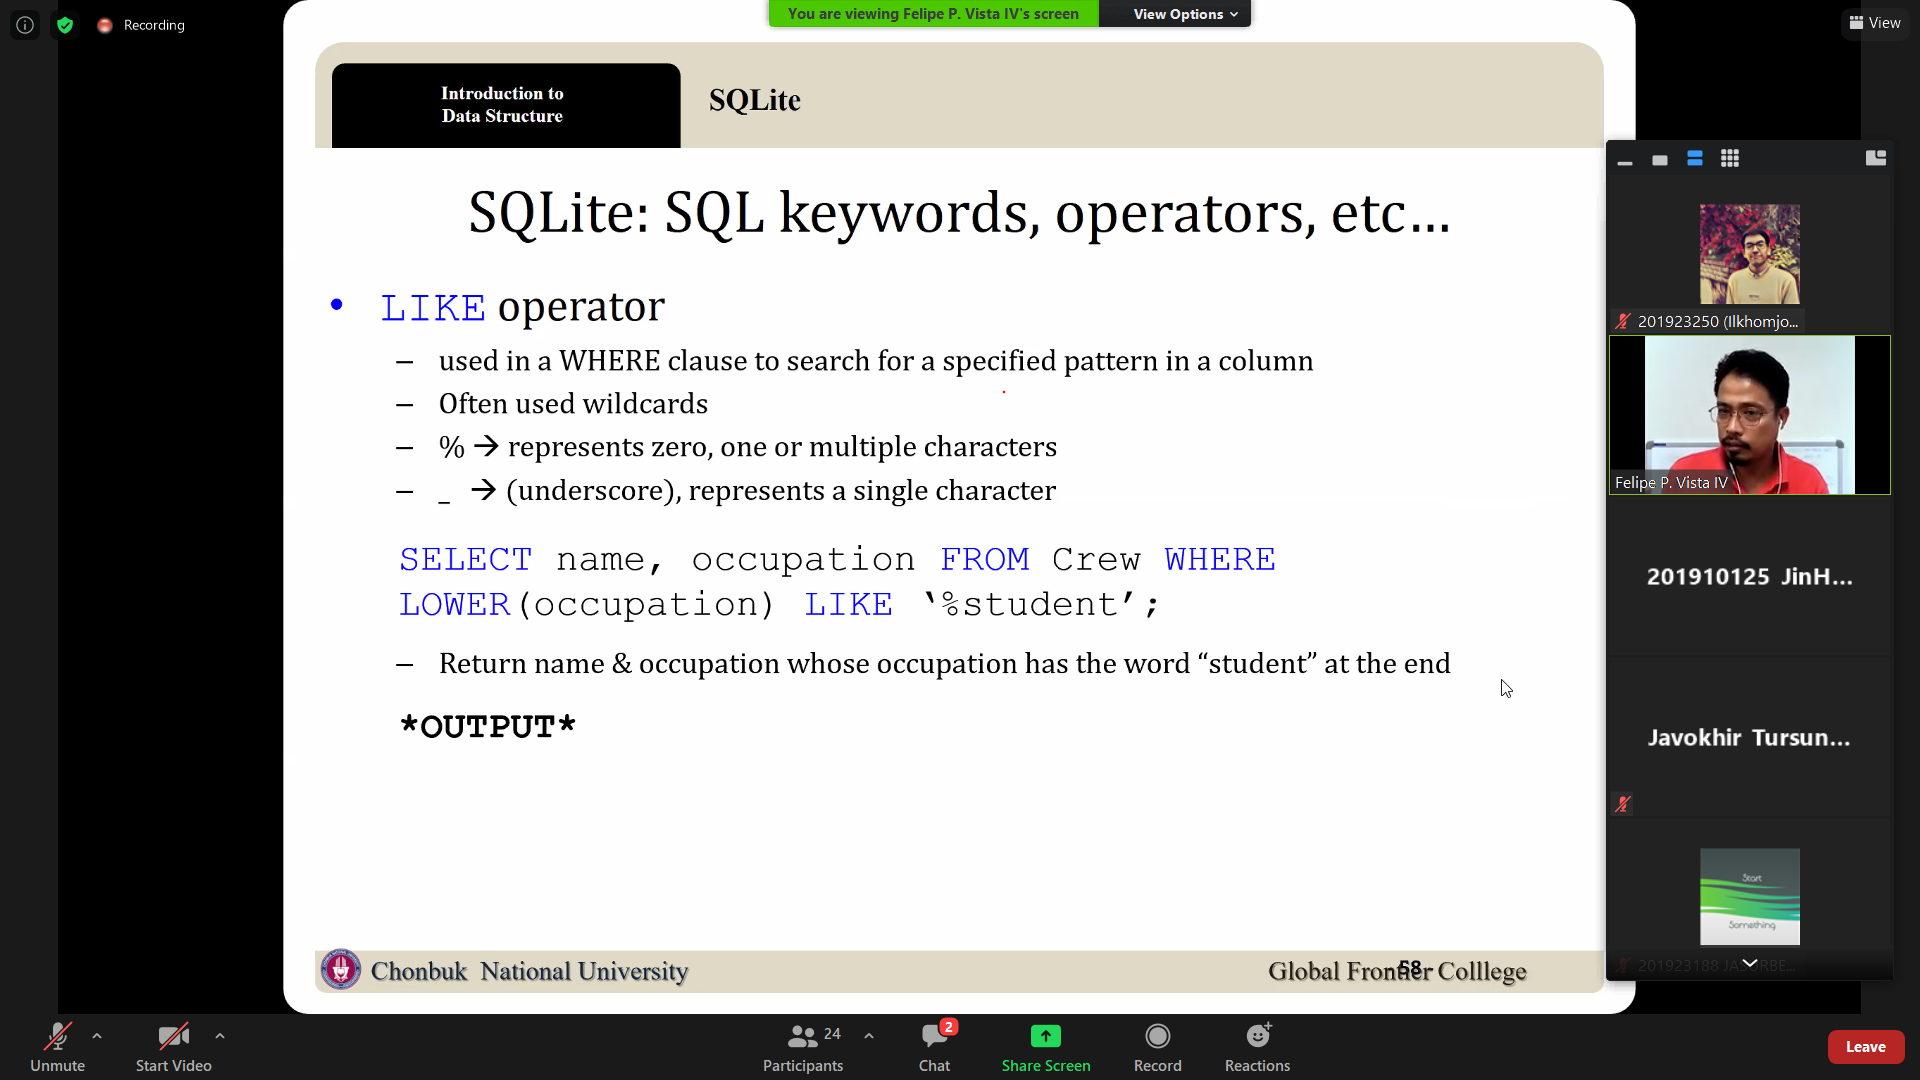 Recording
You are viewing Felipe P. Vista IV's screen
View Options
View
Introduction to
Data Structure
SQLite
SQLite: SQL keywords, operators, etc…
• LIKE operator
– used in a WHERE clause to search for a specified pattern in a column
– Often used wildcards
– % → represents zero, one or multiple characters
– _ → (underscore), represents a single character
SELECT name, occupation FROM Crew WHERE
LOWER(occupation) LIKE ‘%student’;
– Return name & occupation whose occupation has the word “student” at the end
*OUTPUT*
Chonbuk National University
Global Frontier Colllege
58
201923250 (Ilkhomjo...
Felipe P. Vista IV
201910125 JinH...
Javokhir Tursun...
Start
Something
201923188 JASURBE...
Unmute
Start Video
Participants
24
Chat
2
Share Screen
Record
Reactions
Leave